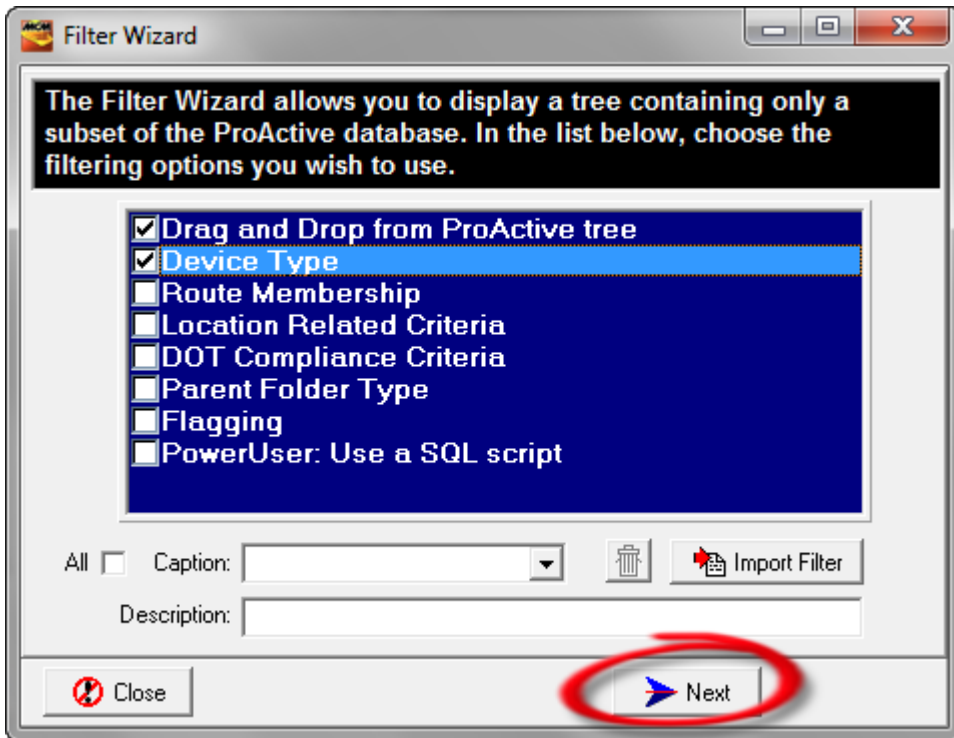 MCM
Filter Wizard
The Filter Wizard allows you to display a tree containing only a
subset of the ProActive database. In the list below, choose the
filtering options you wish to use.
Drag and Drop from ProActive tree
Device Type
Route Membership
Location Related Criteria
DOT Compliance Criteria
Parent Folder Type
Flagging
PowerUser: Use a SQL script
All Caption: Import Filter
Description:
Close Next